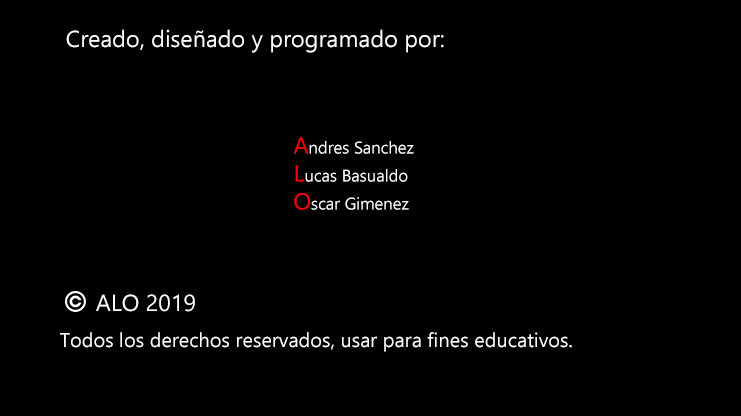 Creado, diseñado y programado por:
Andres Sanchez
Lucas Basualdo
Oscar Gimenez
© ALO 2019
Todos los derechos reservados, usar para fines educativos.